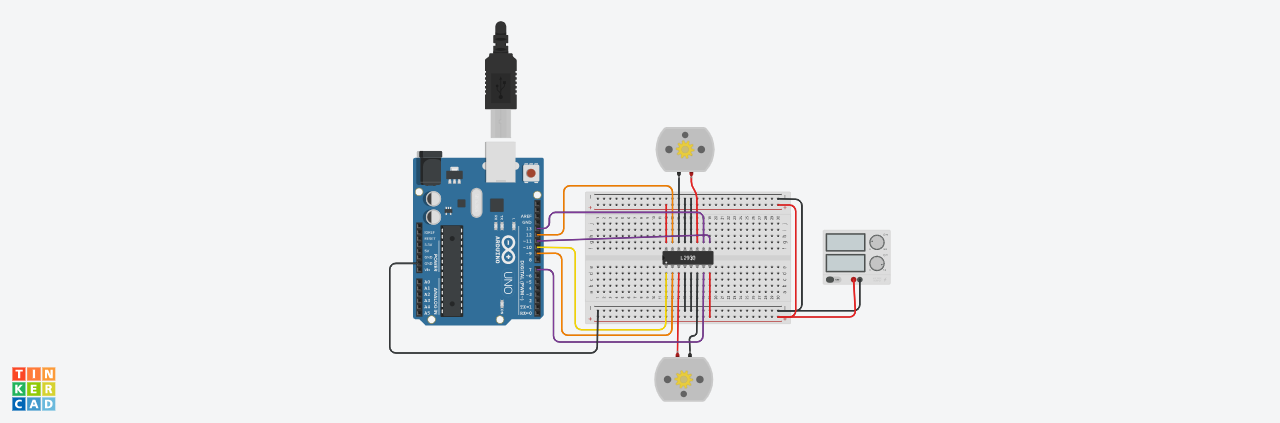 AREF
GND
13
12
~11
~10
~9
8
7
~6
~5
4
~3
2
TX→1
RX←0
DIGITAL (PWM~)
ARDUINO
UNO
IOREF
RESET
3.3V
5V
GND
GND
Vin
POWER
A0
A1
A2
A3
A4
A5
ANALOG IN
L293D
TIN
KER
CAD